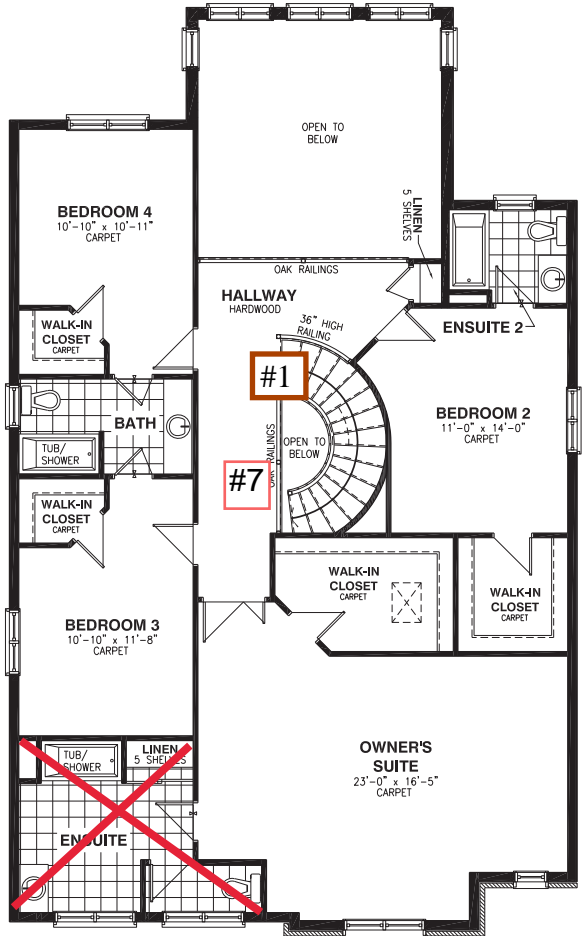 OPEN TO
BELOW
LINEN
5 SHELVES
BEDROOM 4
10'-10" x 10'-11"
CARPET
OAK RAILINGS
HALLWAY
HARDWOOD
36" HIGH
RAILING
ENSUITE 2
WALK-IN
CLOSET
CARPET
#1
BEDROOM 2
11'-0" x 14'-0"
CARPET
BATH
TUB/
SHOWER
OPEN TO
BELOW
OAK RAILINGS
#7
WALK-IN
CLOSET
CARPET
WALK-IN
CLOSET
CARPET
WALK-IN
CLOSET
CARPET
BEDROOM 3
10'-10" x 11'-8"
CARPET
TUB/
SHOWER
LINEN
5 SHELVES
OWNER'S
SUITE
23'-0" x 16'-5"
CARPET
ENSUITE